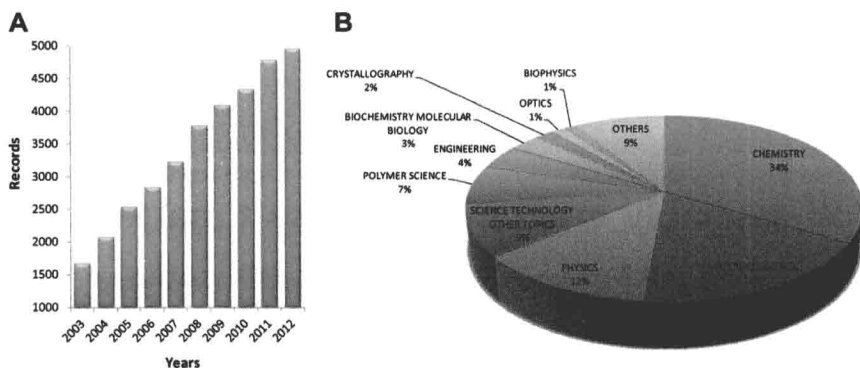 A
5000
4500
4000
3500
3000
2500
2000
1500
1000
Records
2003
2004
2005
2006
2007
2008
2009
2010
2011
2012
Years
B
CRYSTALLOGRAPHY
2%
BIOPHYSICS
1%
OPTICS
1%
BIOCHEMISTRY MOLECULAR
BIOLOGY
3%
ENGINEERING
4%
POLYMER SCIENCE
7%
SCIENCE TECHNOLOGY
OTHER TOPICS
PHYSICS
12%
OTHERS
9%
CHEMISTRY
34%